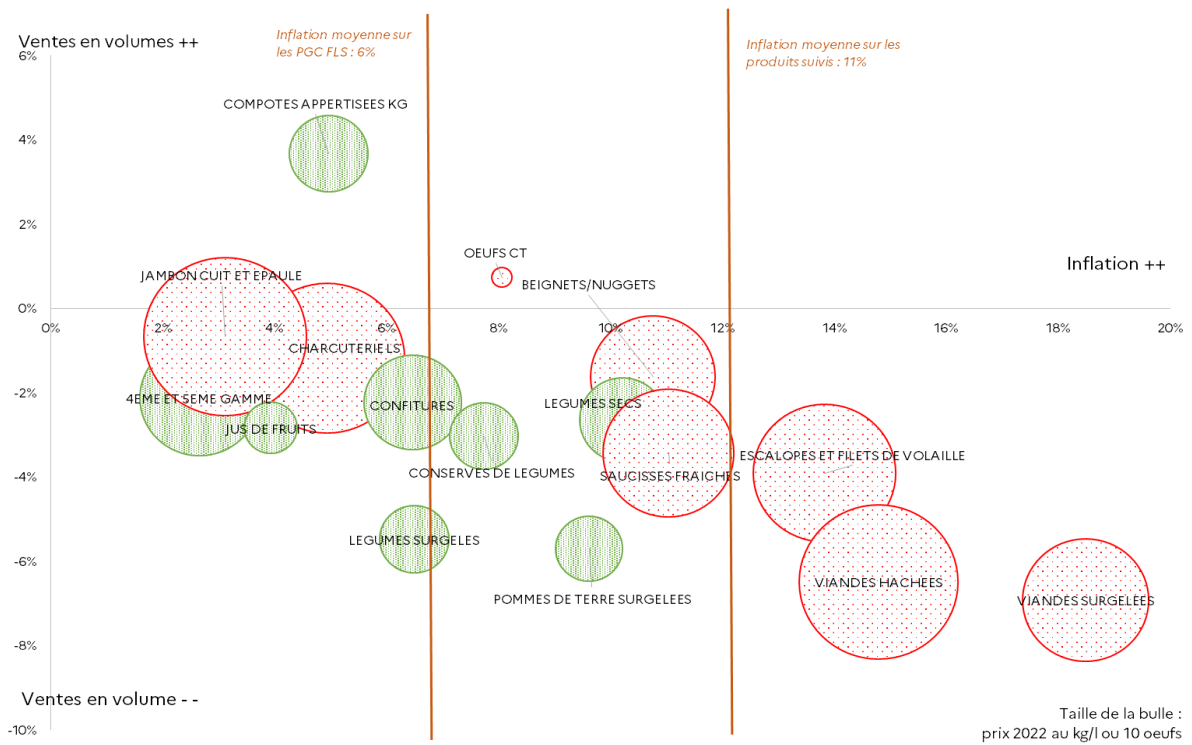 Ventes en volumes ++
Inflation moyenne sur
les PGC FLS : 6%
Inflation moyenne sur les
produits suivis : 11%
6%
COMPOTES APPERTISEES KG
4%
2%
OEUFS CT
Inflation ++
JAMBON CUIT ET EPAULE
BEIGNETS/NUGGETS
0%
0%
2%
4%
6%
8%
10%
12%
14%
16%
18%
20%
CHARCUTERIE LS
-2%
4EME ET 5EME GAMME
CONFITURES
LEGUMES SECS
JUS DE FRUITS
ESCALOPES ET FILETS DE VOLAILLE
-4%
CONSERVES DE LEGUMES
SAUCISSES FRAICHES
LEGUMES SURGELES
-6%
VIANDES HACHEES
POMMES DE TERRE SURGELEES
VIANDES SURGELEES
-8%
Ventes en volume - -
-10%
Taille de la bulle :
prix 2022 au kg/l ou 10 oeufs